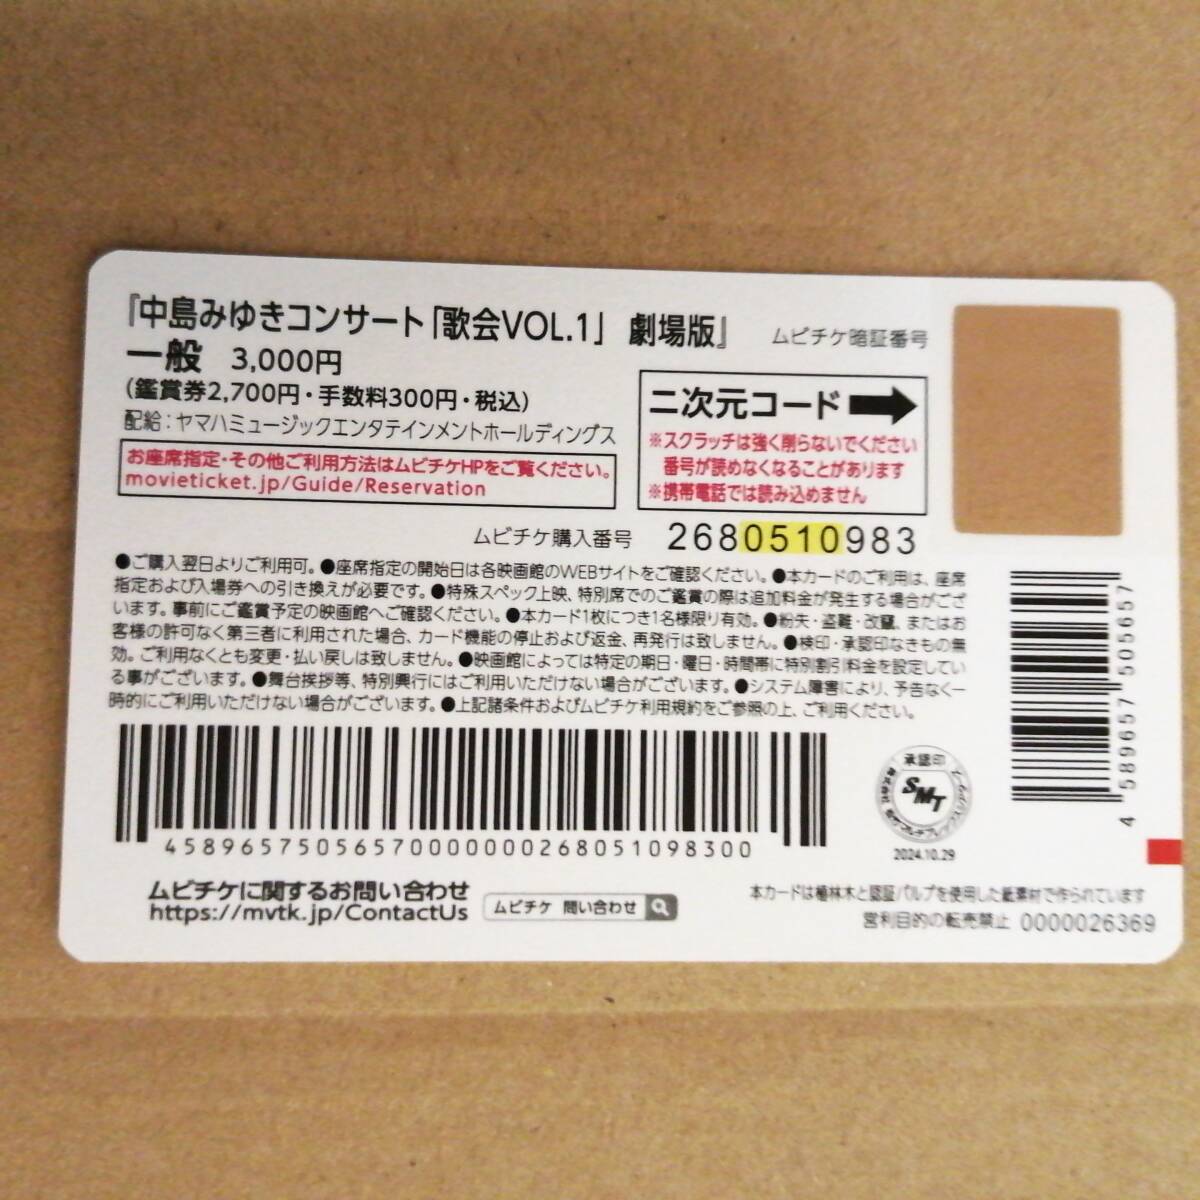 『中島みゆきコンサート「歌会VOL.1」 劇場版』
一般 3,000円
(鑑賞券2,700円・手数料300円・税込)
配給:ヤマハミュージックエンタテインメントホールディングス
お座席指定・その他ご利用方法はムビチケHPをご覧ください。
movieticket.jp/Guide/Reservation
ムビチケ暗証番号
二次元コード
※スクラッチは強く削らないでください
番号が読めなくなることがあります
※携帯電話では読み込めません
ムビチケ購入番号 2680510983
●ご購入翌日よりご利用可。●座席指定の開始日は各映画館のWEBサイトをご確認ください。●本カードのご利用は、座席
指定および入場券への引き換えが必要です。●特殊スペック上映、特別席でのご鑑賞の際は追加料金が発生する場合がござ
います。事前にご鑑賞予定の映画館へご確認ください。●本カード1枚につき1名様限り有効。●紛失・盗難・改竄、またはお
客様の許可なく第三者に利用された場合、カード機能の停止および返金、再発行は致しません。●検印・承認印なきもの無
効。ご利用なくとも変更・払い戻しは致しません。●映画館によっては特定の期日・曜日・時間帯に特別割引料金を設定してい
る事がございます。●舞台挨拶等、特別興行にはご利用いただけない場合がございます。●システム障害により、予告なく一
時的にご利用いただけない場合がございます。●上記諸条件およびムビチケ利用規約をご参照の上、ご利用ください。
4589657505657000000026805109830​0
4 589657 505657
承認印
SMT
株式会社 松竹マルチプレックスシアターズ
2024.10.29
ムビチケに関するお問い合わせ
https://mvtk.jp/ContactUs
ムビチケ 問い合わせ
本カードは植林木と認証パルプを使用した紙素材で作られています
営利目的の転売禁止 0000026369